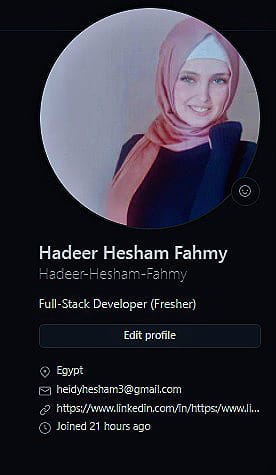 Hadeer Hesham Fahmy
Hadeer-Hesham-Fahmy
Full-Stack Developer (Fresher)
Edit profile
Egypt
heidyhesham3@gmail.com
https://www.linkedin.com/in/https:/www.li...
Joined 21 hours ago